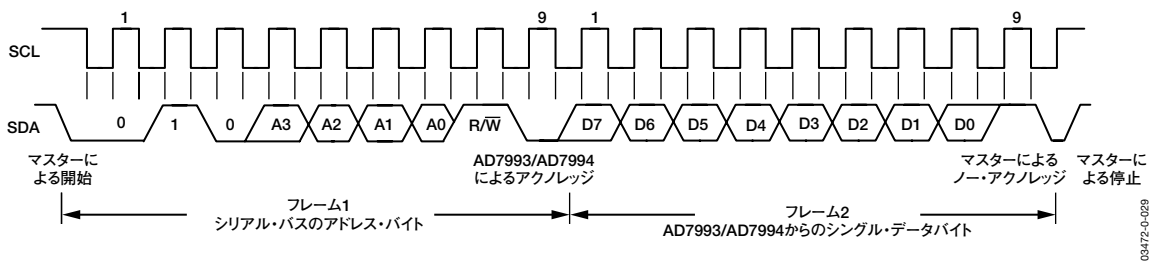 1 9 1 9
SCL
SDA 0 1 0 A3 A2 A1 A0 R/W D7 D6 D5 D4 D3 D2 D1 D0
マスターに
よる開始
AD7993/AD7994
によるアクノレッジ
マスターによる
ノー・アクノレッジ
マスターに
よる停止
フレーム1
シリアル・バスのアドレス・バイト
フレーム2
AD7993/AD7994からのシングル・データバイト
03472-0-029